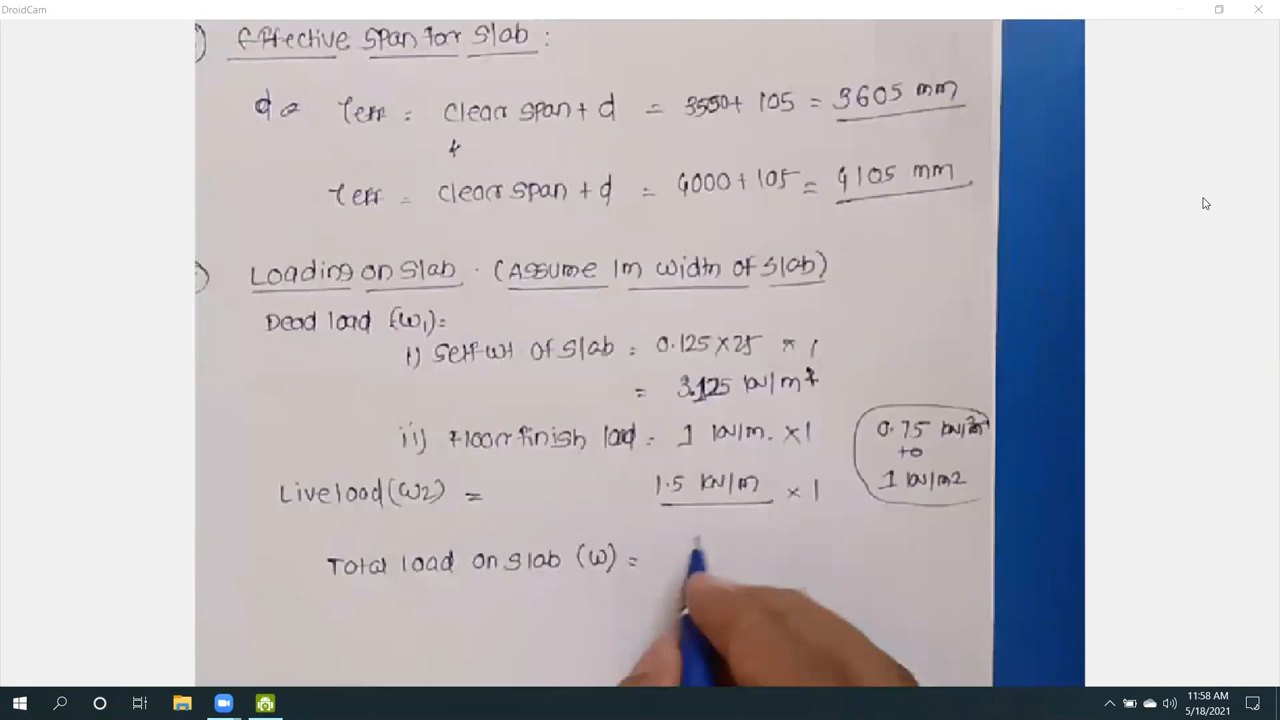 DroidCam
Effective Span for Slab :
d = leff = clear span + d = 3500 + 105 = 3605 mm
&
leff = clear span + d = 4000 + 105 = 4105 mm
Loading on Slab . (Assume 1m width of Slab)
Dead load (W1) =
i) Self wt of Slab = 0.125 × 25 × 1
= 3.125 kN/m
ii) Floor finish load = 1 kN/m. × 1
0.75 kN/m2
to
1 kN/m2
Live load (W2) = 1.5 kN/m × 1
Total load on Slab (W) =
11:58 AM
5/18/2021